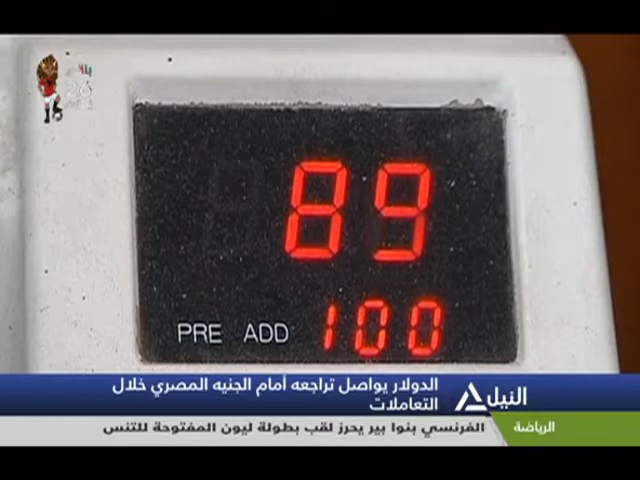 26
89
PRE ADD 100
النيل
الدولار يواصل تراجعه أمام الجنيه المصري خلال
التعاملات
الرياضة
الفرنسي بنوا بير يحرز لقب بطولة ليون المفتوحة للتنس